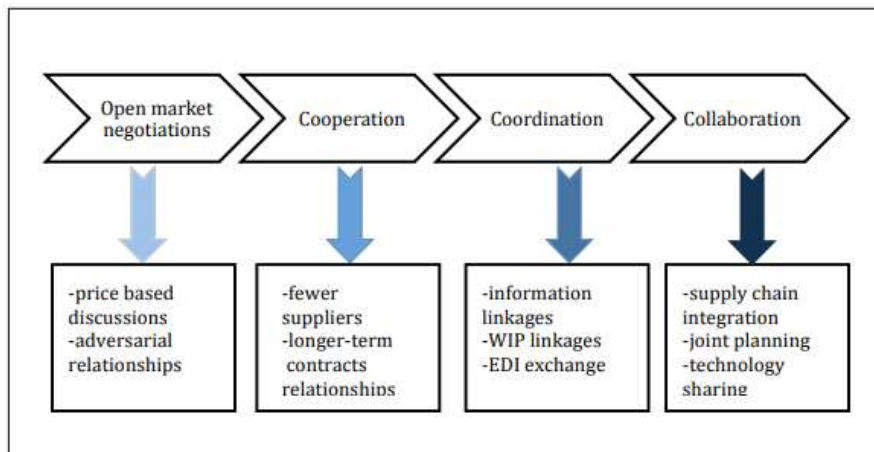 Open market
negotiations
Cooperation
Coordination
Collaboration
-price based
discussions
-adversarial
relationships
-fewer
suppliers
-longer-term
contracts
relationships
-information
linkages
-WIP linkages
-EDI exchange
-supply chain
integration
-joint planning
-technology
sharing